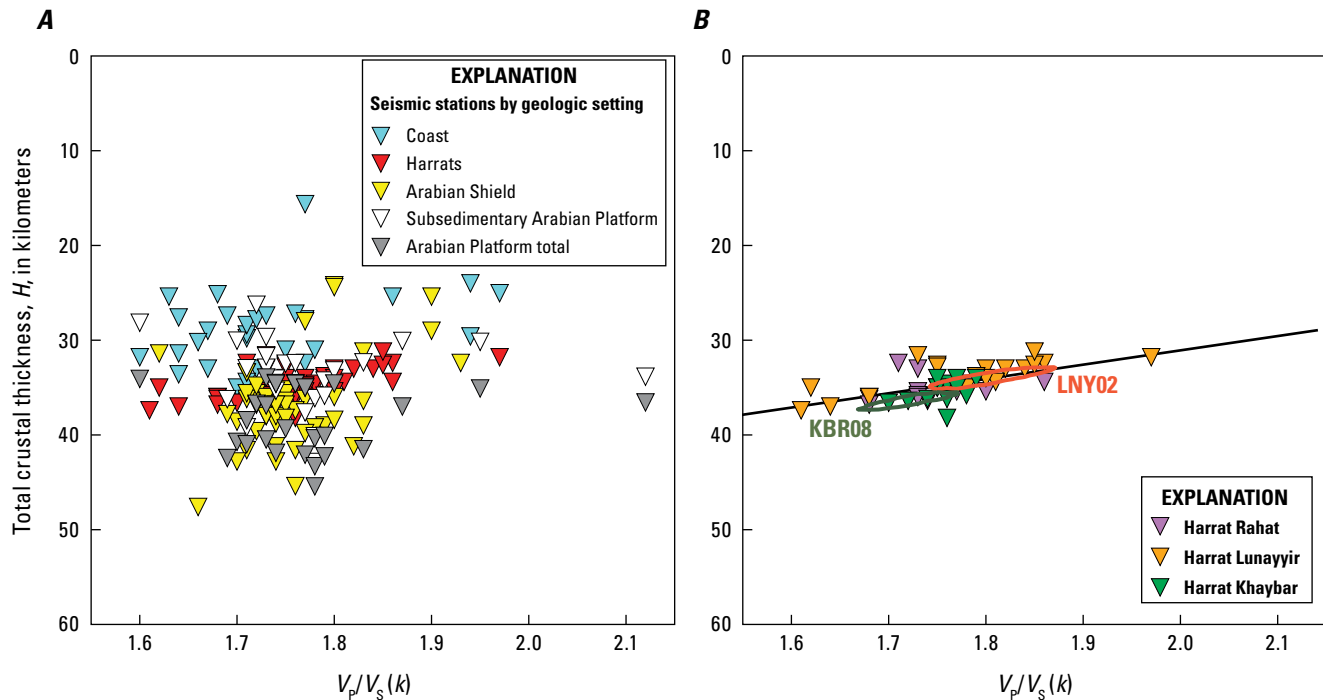 A
B
EXPLANATION
Seismic stations by geologic setting
Coast
Harrats
Arabian Shield
Subsedimentary Arabian Platform
Arabian Platform total
Total crustal thickness, H, in kilometers
0
10
20
30
40
50
60
1.6
1.7
1.8
1.9
2.0
2.1
VP/VS (k)
0
10
20
30
40
50
60
LNY02
KBR08
EXPLANATION
Harrat Rahat
Harrat Lunayyir
Harrat Khaybar
1.6
1.7
1.8
1.9
2.0
2.1
VP/VS (k)